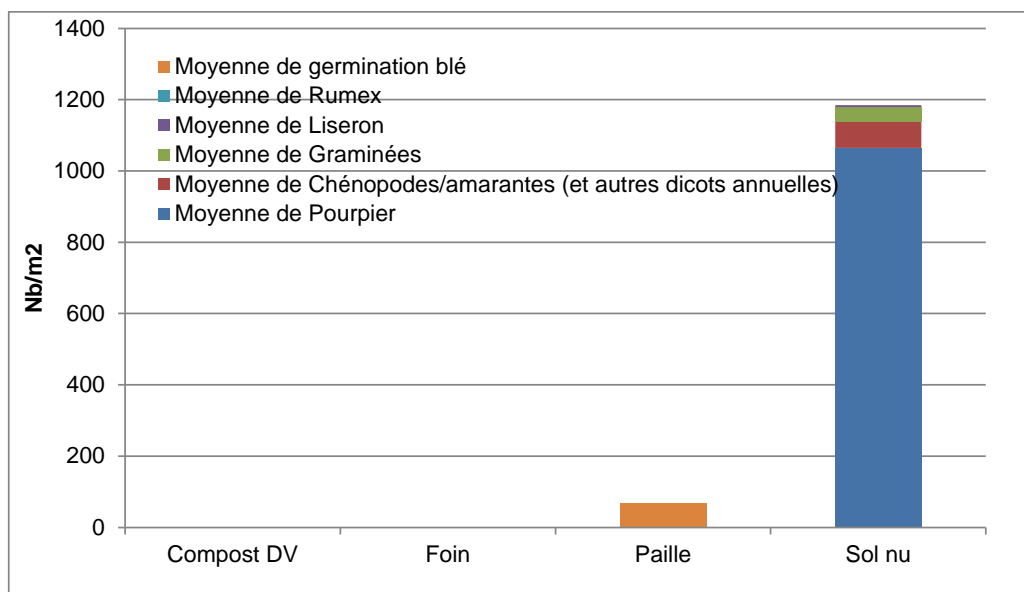 1400
1200
1000
800
600
400
200
0
Nb/m2
Moyenne de germination blé
Moyenne de Rumex
Moyenne de Liseron
Moyenne de Graminées
Moyenne de Chénopodes/amarantes (et autres dicots annuelles)
Moyenne de Pourpier
Compost DV
Foin
Paille
Sol nu